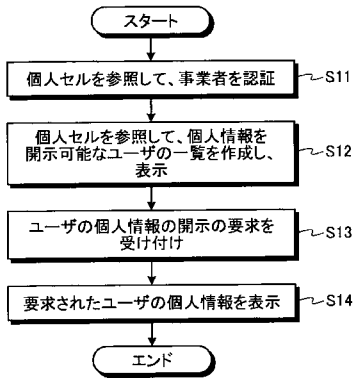 スタート
個人セルを参照して、事業者を認証
S11
個人セルを参照して、個人情報を
開示可能なユーザの一覧を作成し、
表示
S12
ユーザの個人情報の開示の要求を
受け付け
S13
要求されたユーザの個人情報を表示
S14
エンド